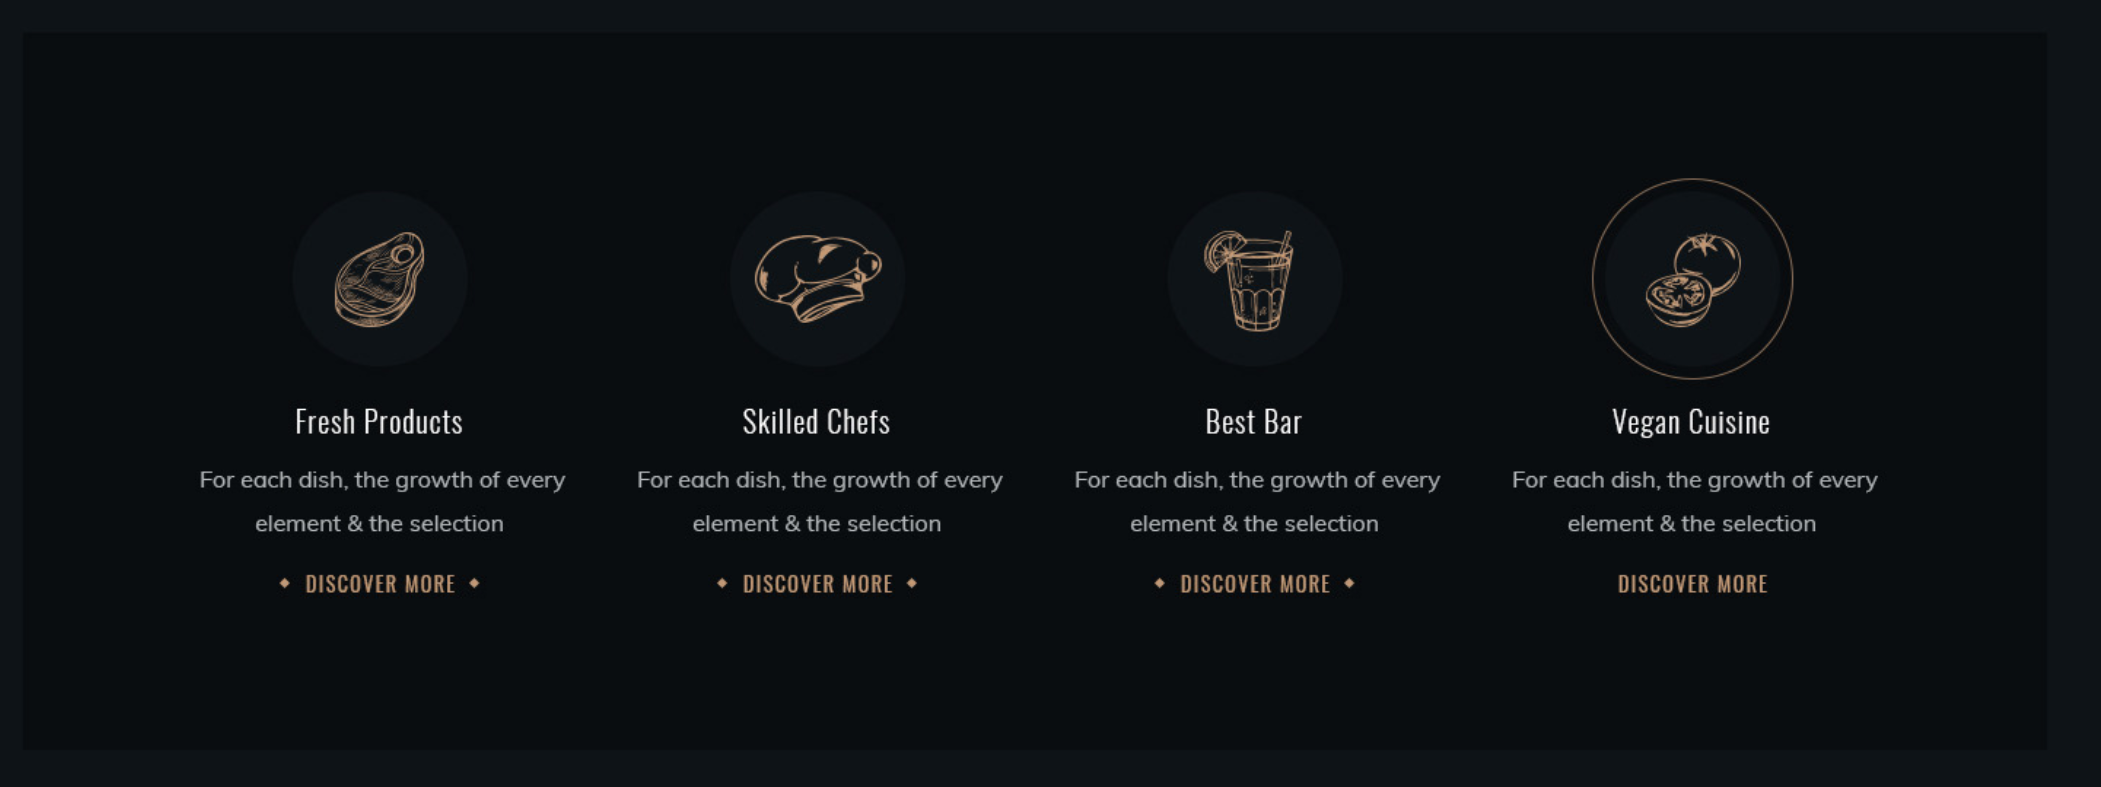 Fresh Products
For each dish, the growth of every
element & the selection
DISCOVER MORE
Skilled Chefs
For each dish, the growth of every
element & the selection
DISCOVER MORE
Best Bar
For each dish, the growth of every
element & the selection
DISCOVER MORE
Vegan Cuisine
For each dish, the growth of every
element & the selection
DISCOVER MORE